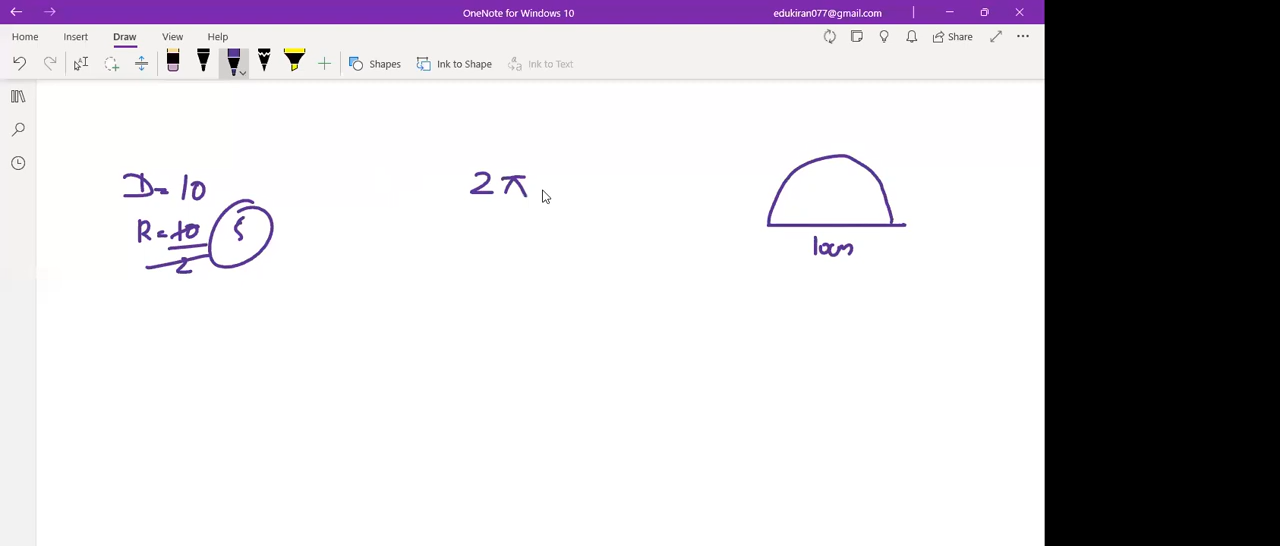 OneNote for Windows 10
edukiran077@gmail.com
Home Insert Draw View Help
Share
Shapes
Ink to Shape
Ink to Text
D= 10
R = 10
2
5
2 π
10cm